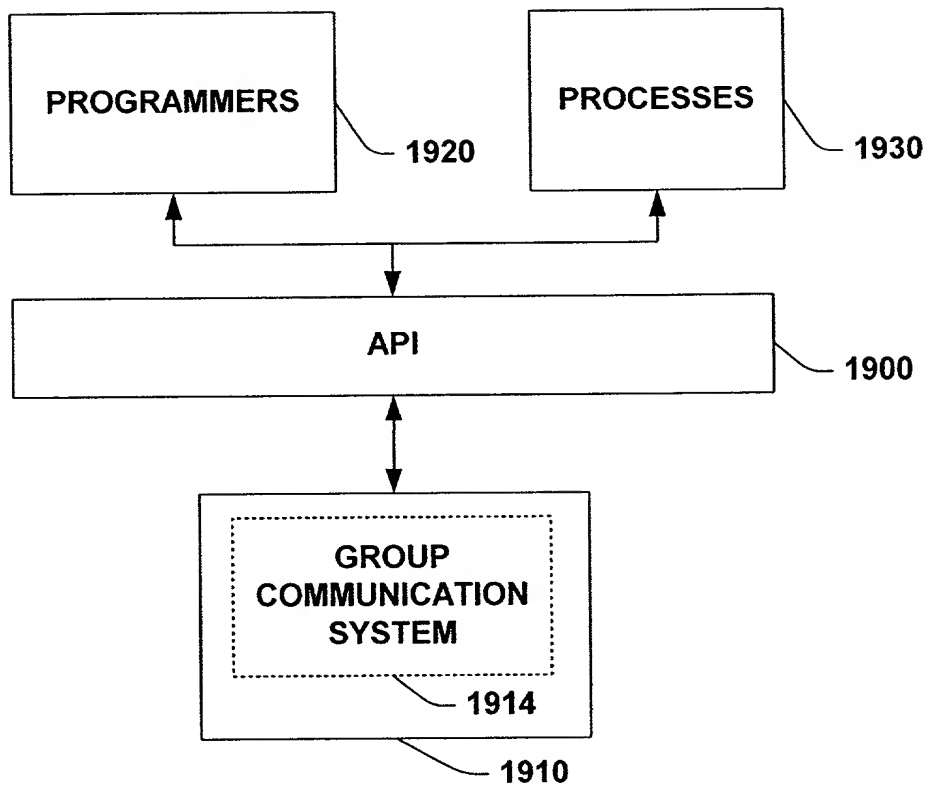 PROGRAMMERS
1920
PROCESSES
1930
API
1900
GROUP
COMMUNICATION
SYSTEM
1914
1910